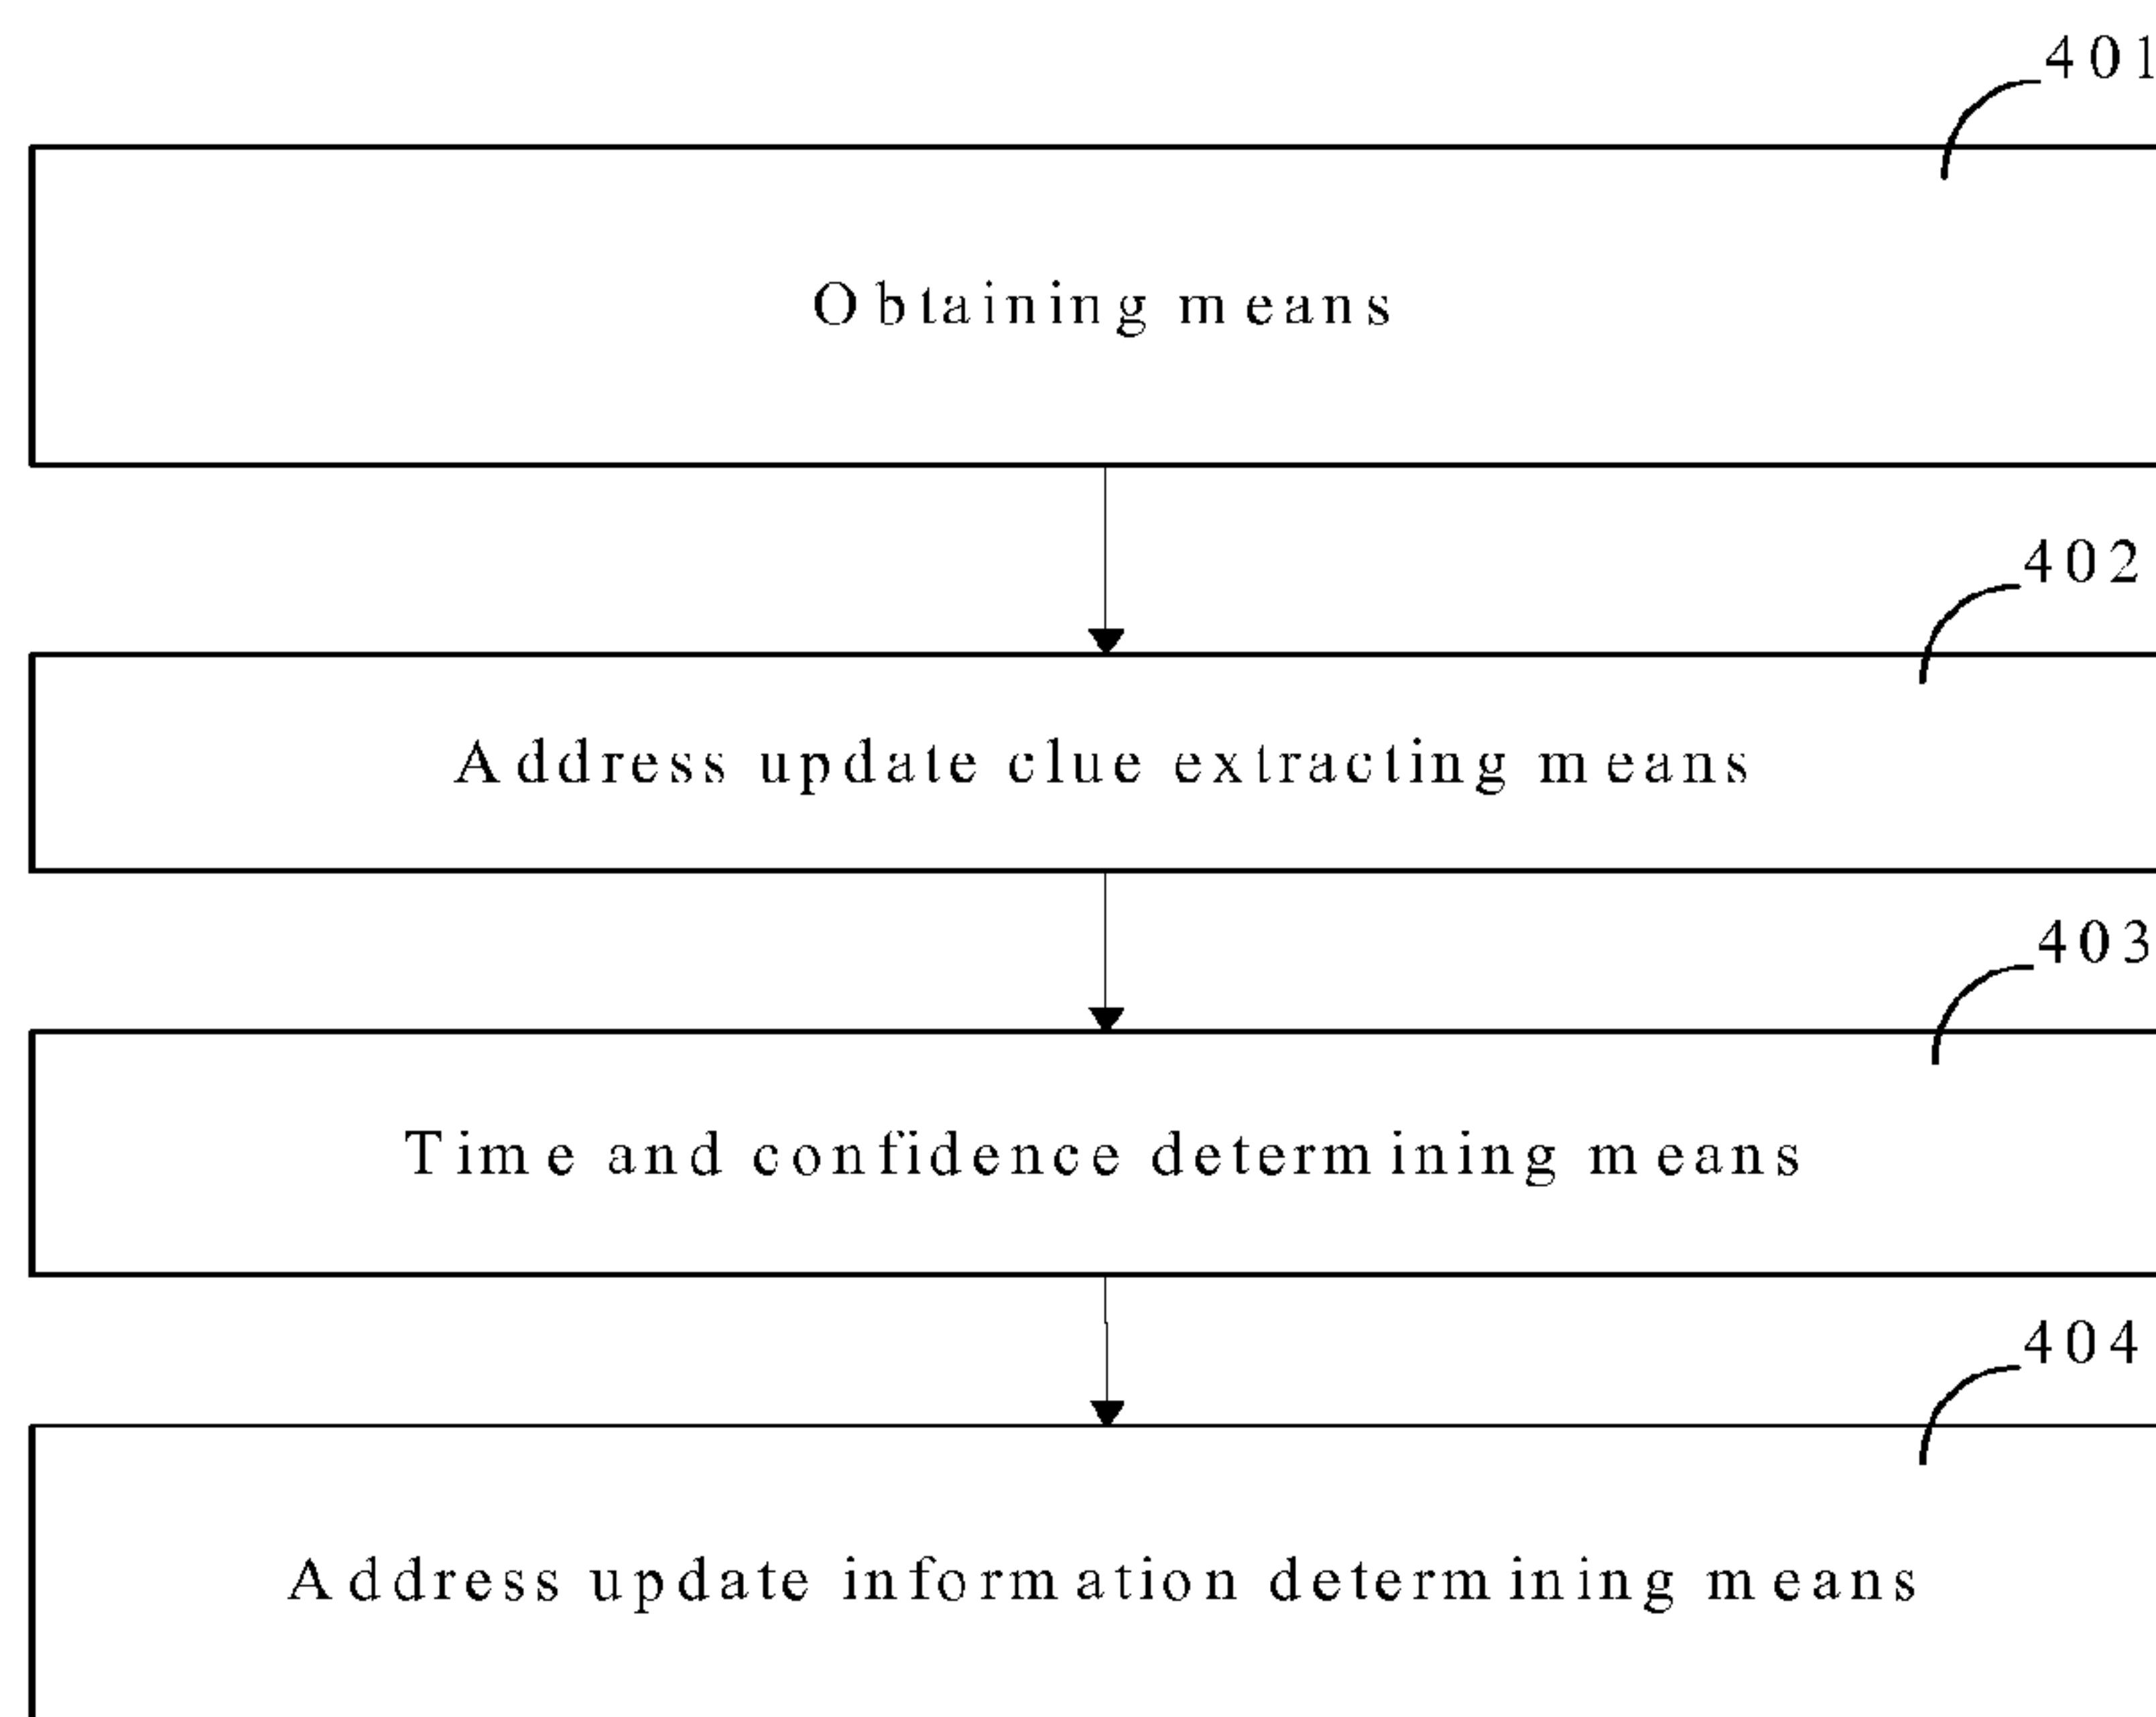 401
Obtaining means
402
Address update clue extracting means
403
Time and confidence determining means
404
Address update information determining means